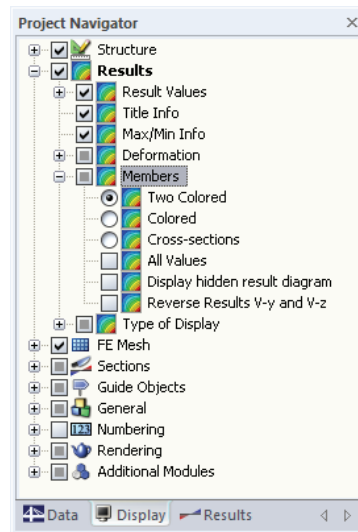 Project Navigator
Structure
Results
Result Values
Title Info
Max/Min Info
Deformation
Members
Two Colored
Colored
Cross-sections
All Values
Display hidden result diagram
Reverse Results V-y and V-z
Type of Display
FE Mesh
Sections
Guide Objects
General
123 Numbering
Rendering
Additional Modules
Data Display Results